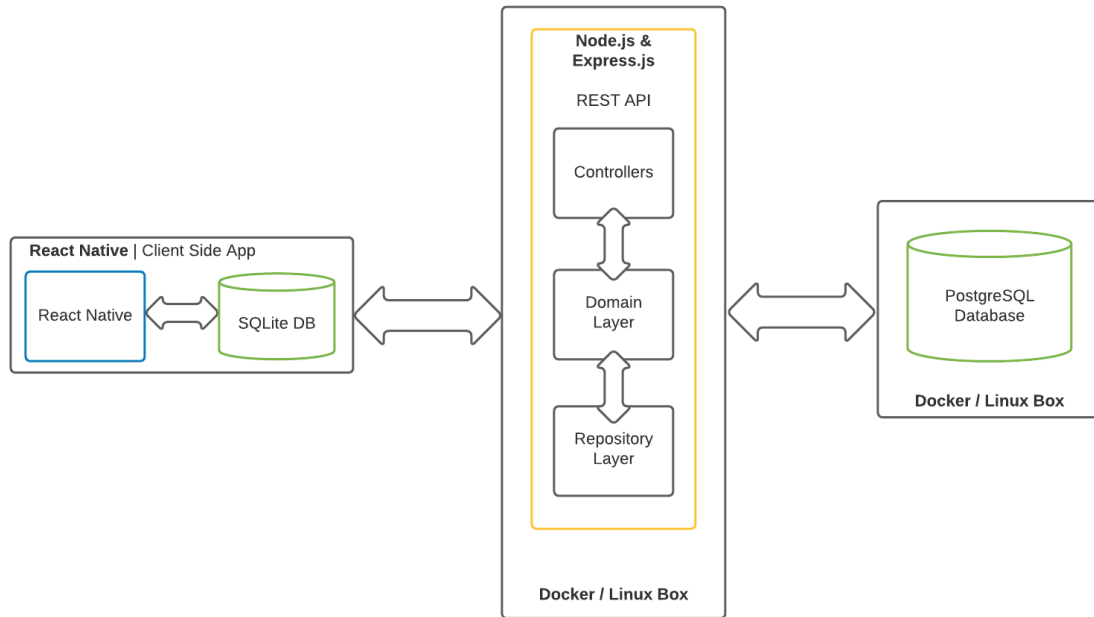 React Native | Client Side App
React Native
SQLite DB
Node.js &
Express.js
REST API
Controllers
Domain
Layer
Repository
Layer
Docker / Linux Box
PostgreSQL
Database
Docker / Linux Box